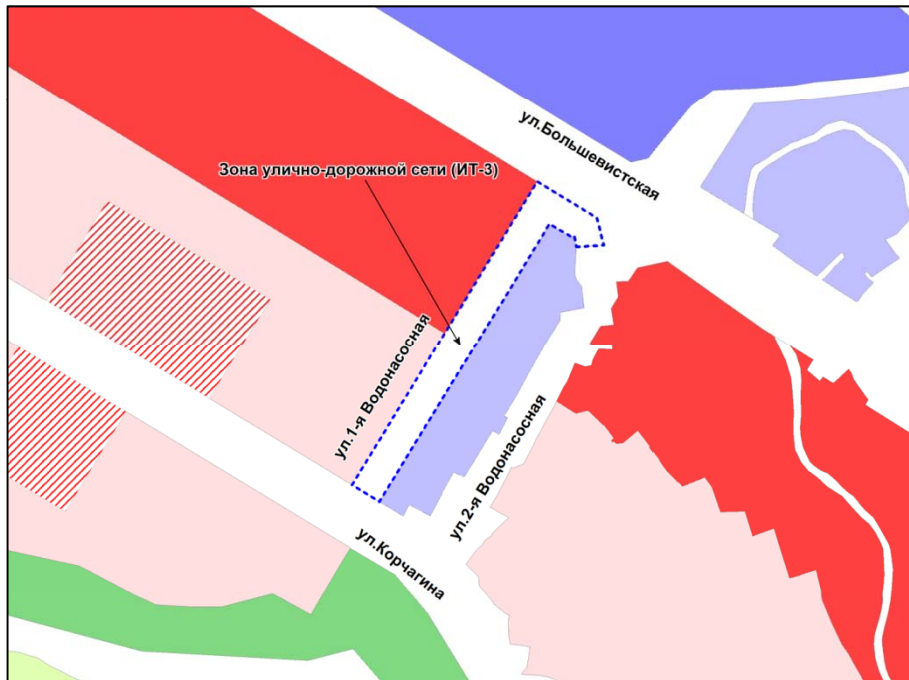 ул.Большевистская
Зона улично-дорожной сети (ИТ-3)
ул.1-я Водонасосная
ул.2-я Водонасосная
ул.Корчагина